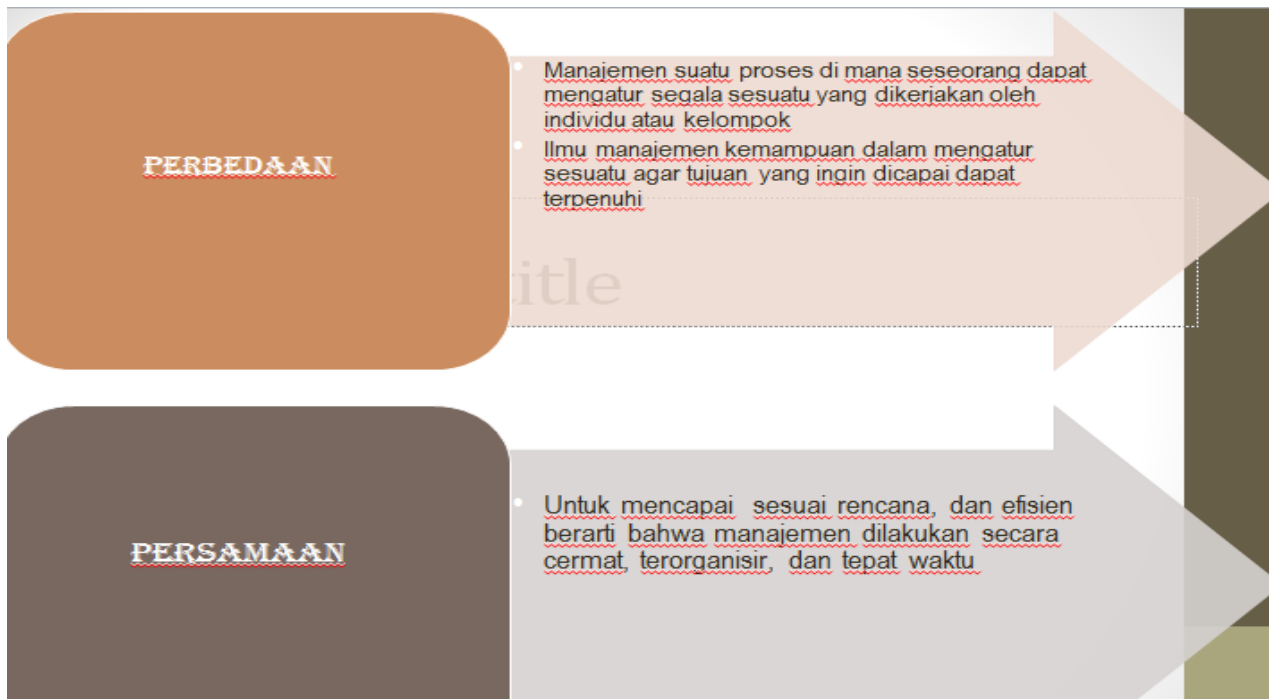 PERBEDAAN
Manajemen suatu proses di mana seseorang dapat
mengatur segala sesuatu yang dikerjakan oleh
individu atau kelompok
Ilmu manajemen kemampuan dalam mengatur
sesuatu agar tujuan yang ingin dicapai dapat
terpenuhi
title
PERSAMAAN
Untuk mencapai sesuai rencana, dan efisien
berarti bahwa manajemen dilakukan secara
cermat, terorganisir, dan tepat waktu